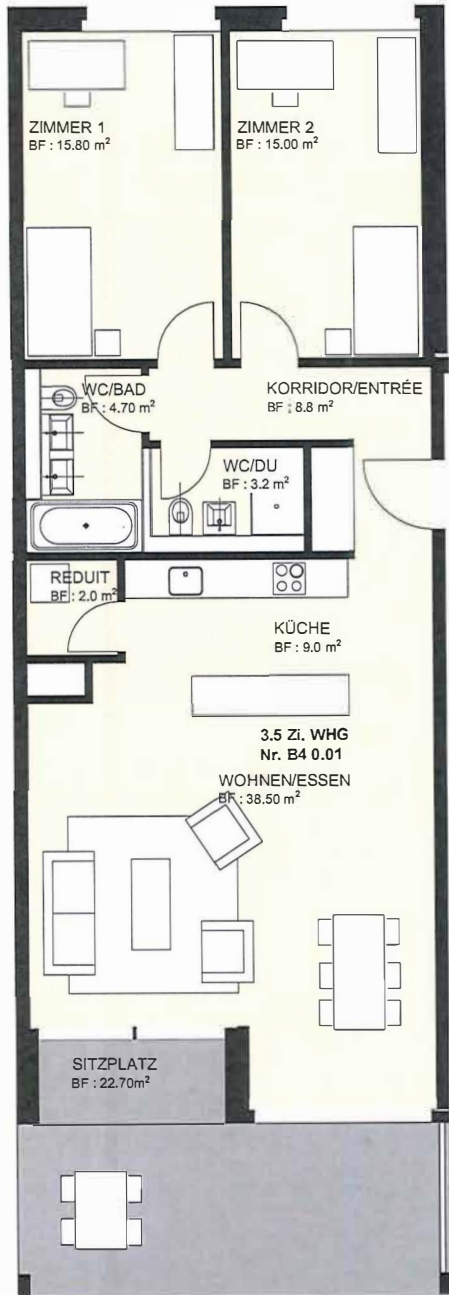 ZIMMER 1
BF : 15.80 m²
ZIMMER 2
BF : 15.00 m²
WC/BAD
BF : 4.70 m²
KORRIDOR/ENTRÉE
BF : 8.8 m²
WC/DU
BF : 3.2 m²
REDUIT
BF : 2.0 m²
KÜCHE
BF : 9.0 m²
3.5 Zi. WHG
Nr. B4 0.01
WOHNEN/ESSEN
BF : 38.50 m²
SITZPLATZ
BF : 22.70m²